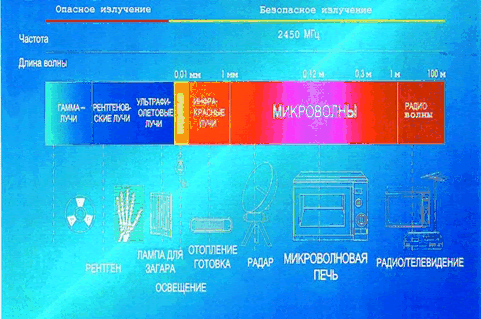 Опасное излучение Безопасное излучение
Частота 2450 МГц
Длина волны
0,01 мм 1 мм 0,12 м 0,3 м 1 м 100 м
ГАММА–
ЛУЧИ
РЕНТГЕНОВ-
СКИЕ ЛУЧИ
УЛЬТРАФИ-
ОЛЕТОВЫЕ
ЛУЧИ
ИНФРА-
КРАСНЫЕ
ЛУЧИ
МИКРОВОЛНЫ
РАДИО
ВОЛНЫ
РЕНТГЕН
ЛАМПА ДЛЯ
ЗАГАРА
ОСВЕЩЕНИЕ
ОТОПЛЕНИЕ
ГОТОВКА
РАДАР
МИКРОВОЛНОВАЯ
ПЕЧЬ
РАДИО/ТЕЛЕВИДЕНИЕ